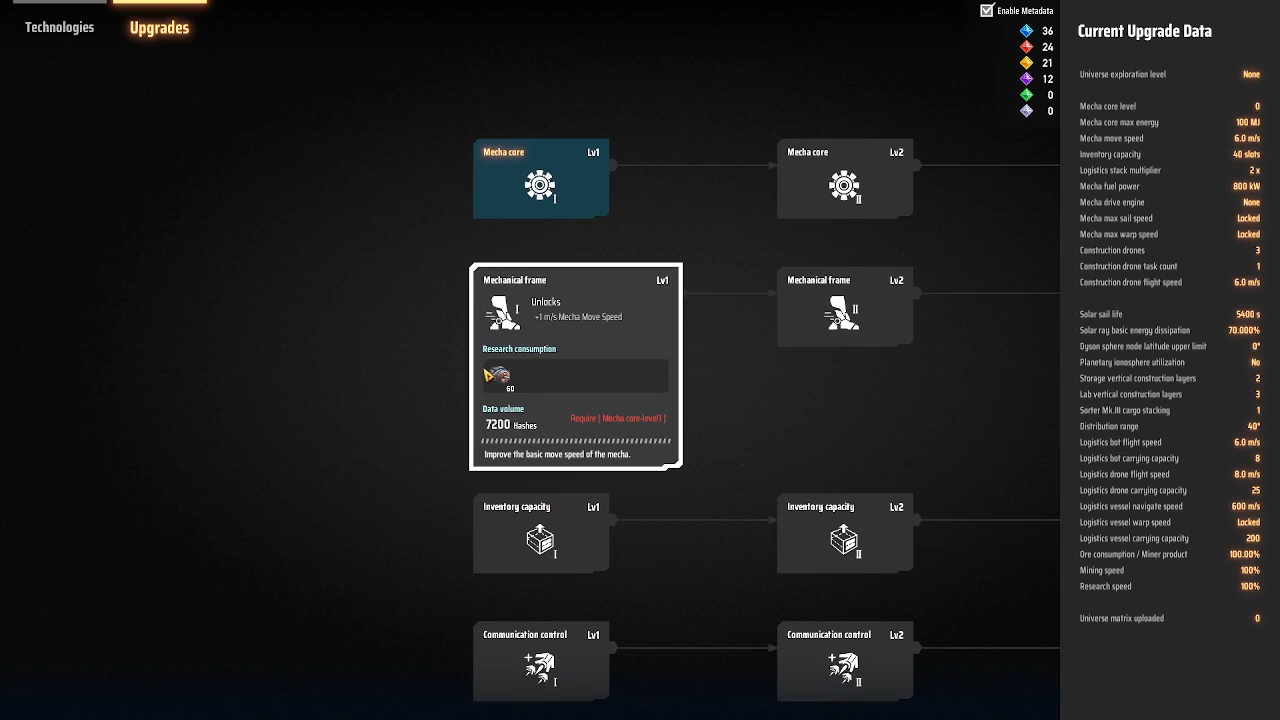 Technologies
Upgrades
Enable Metadata
36
24
21
12
0
0
Mecha core Lv1
I
Mecha core Lv2
II
Mechanical frame Lv1
I
Unlocks
+1 m/s Mecha Move Speed
Research consumption
60
Data volume
7200 Hashes
Require [ Mecha core-level1 ]
Improve the basic move speed of the mecha.
Mechanical frame Lv2
II
Inventory capacity Lv1
I
Inventory capacity Lv2
II
Communication control Lv1
I
Communication control Lv2
II
Current Upgrade Data
Universe exploration level None
Mecha core level 0
Mecha core max energy 100 MJ
Mecha move speed 6.0 m/s
Inventory capacity 40 slots
Logistics stack multiplier 2 x
Mecha fuel power 800 kW
Mecha drive engine None
Mecha max sail speed Locked
Mecha max warp speed Locked
Construction drones 3
Construction drone task count 1
Construction drone flight speed 6.0 m/s
Solar sail life 5400 s
Solar ray basic energy dissipation 70.000%
Dyson sphere node latitude upper limit 0°
Planetary ionosphere utilization No
Storage vertical construction layers 2
Lab vertical construction layers 3
Sorter Mk.III cargo stacking 1
Distribution range 40°
Logistics bot flight speed 6.0 m/s
Logistics bot carrying capacity 8
Logistics drone flight speed 8.0 m/s
Logistics drone carrying capacity 25
Logistics vessel navigate speed 600 m/s
Logistics vessel warp speed Locked
Logistics vessel carrying capacity 200
Ore consumption / Miner product 100.00%
Mining speed 100%
Research speed 100%
Universe matrix uploaded 0